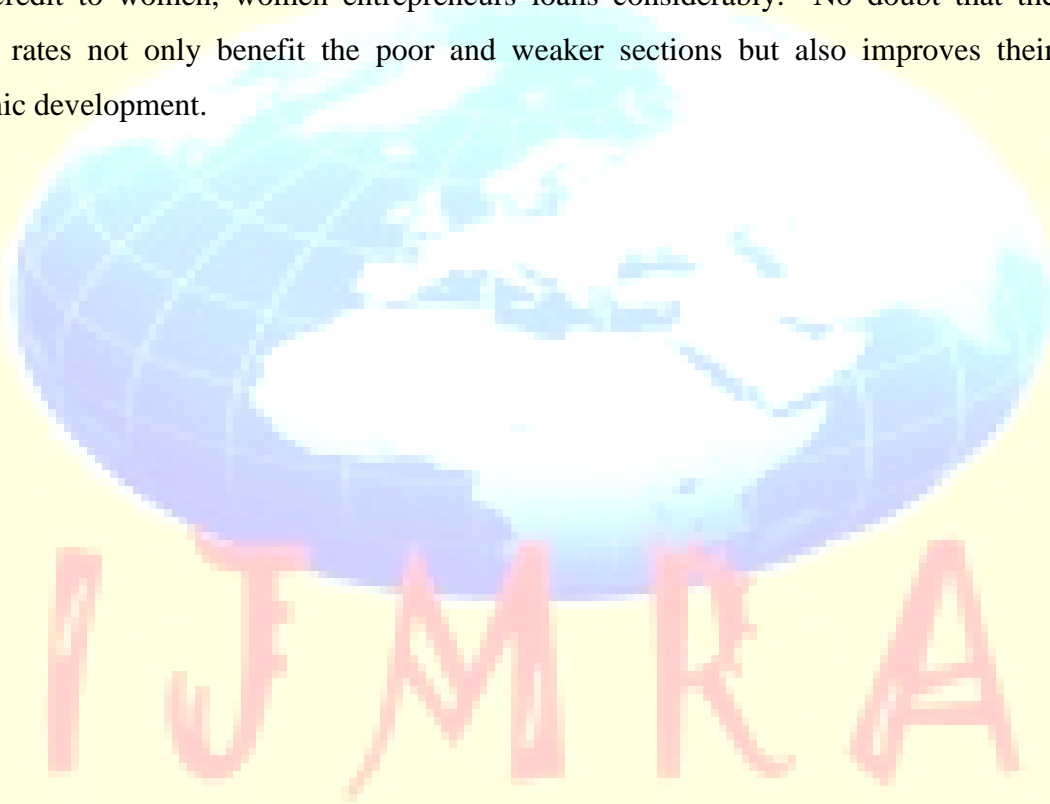 credit to women, women entrepreneurs loans considerably. No doubt that the
rates not only benefit the poor and weaker sections but also improves their
nic development.
IJMRA